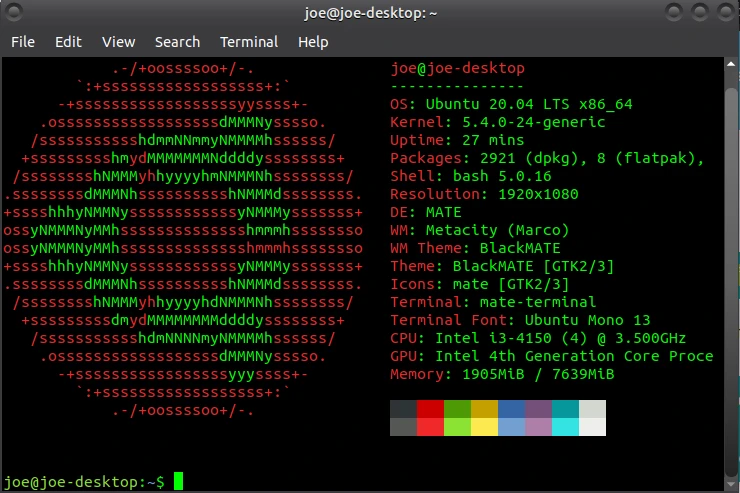 joe@joe-desktop: ~
File Edit View Search Terminal Help
.-/+oossssoo+/-. joe@joe-desktop
`:+ssssssssssssssssss+:` ---------------
-+ssssssssssssssssssyyssss+- OS: Ubuntu 20.04 LTS x86_64
.ossssssssssssssssssdMMMNysssso. Kernel: 5.4.0-24-generic
/ssssssssssshdmmNNmmyNMMMMhssssss/ Uptime: 27 mins
+ssssssssshmydMMMMMMMNddddyssssssss+ Packages: 2921 (dpkg), 8 (flatpak),
/sssssssshNMMMyhhyyyyhmNMMMNhssssssss/ Shell: bash 5.0.16
.ssssssssdMMMNhsssssssssshNMMMdssssssss. Resolution: 1920x1080
+sssshhhyNMMNyssssssssssssyNMMMysssssss+ DE: MATE
ossyNMMMNyMMhsssssssssssssshmmmhssssssso WM: Metacity (Marco)
ossyNMMMNyMMhsssssssssssssshmmmhssssssso WM Theme: BlackMATE
+sssshhhyNMMNyssssssssssssyNMMMysssssss+ Theme: BlackMATE [GTK2/3]
.ssssssssdMMMNhsssssssssshNMMMdssssssss. Icons: mate [GTK2/3]
/sssssssshNMMMyhhyyyyhdNMMMNhssssssss/ Terminal: mate-terminal
+sssssssssdmydMMMMMMMMddddyssssssss+ Terminal Font: Ubuntu Mono 13
/ssssssssssshdmNNNNmyNMMMMhssssss/ CPU: Intel i3-4150 (4) @ 3.500GHz
.ossssssssssssssssssdMMMNysssso. GPU: Intel 4th Generation Core Proce
-+sssssssssssssssssyyyssss+- Memory: 1905MiB / 7639MiB
`:+ssssssssssssssssss+:`
.-/+oossssoo+/-.
joe@joe-desktop:~$